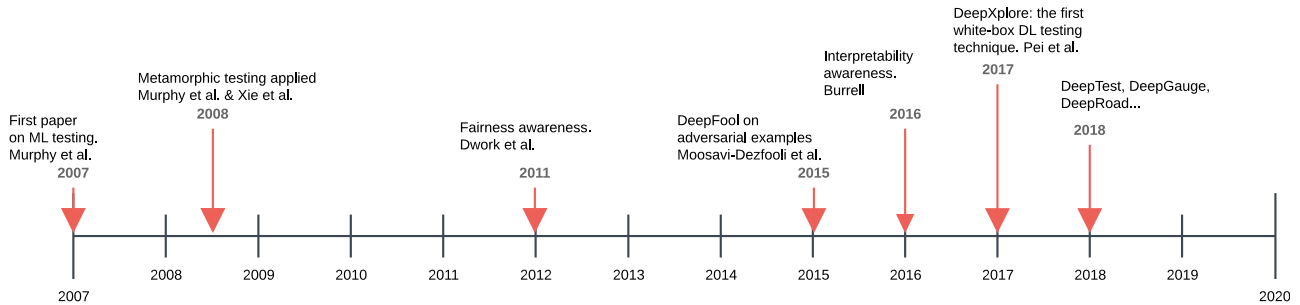 First paper
on ML testing.
Murphy et al.
2007
Metamorphic testing applied
Murphy et al. & Xie et al.
2008
Fairness awareness.
Dwork et al.
2011
DeepFool on
adversarial examples
Moosavi-Dezfooli et al.
2015
Interpretability
awareness.
Burrell
2016
DeepXplore: the first
white-box DL testing
technique. Pei et al.
2017
DeepTest, DeepGauge,
DeepRoad...
2018
2007
2008
2009
2010
2011
2012
2013
2014
2015
2016
2017
2018
2019
2020